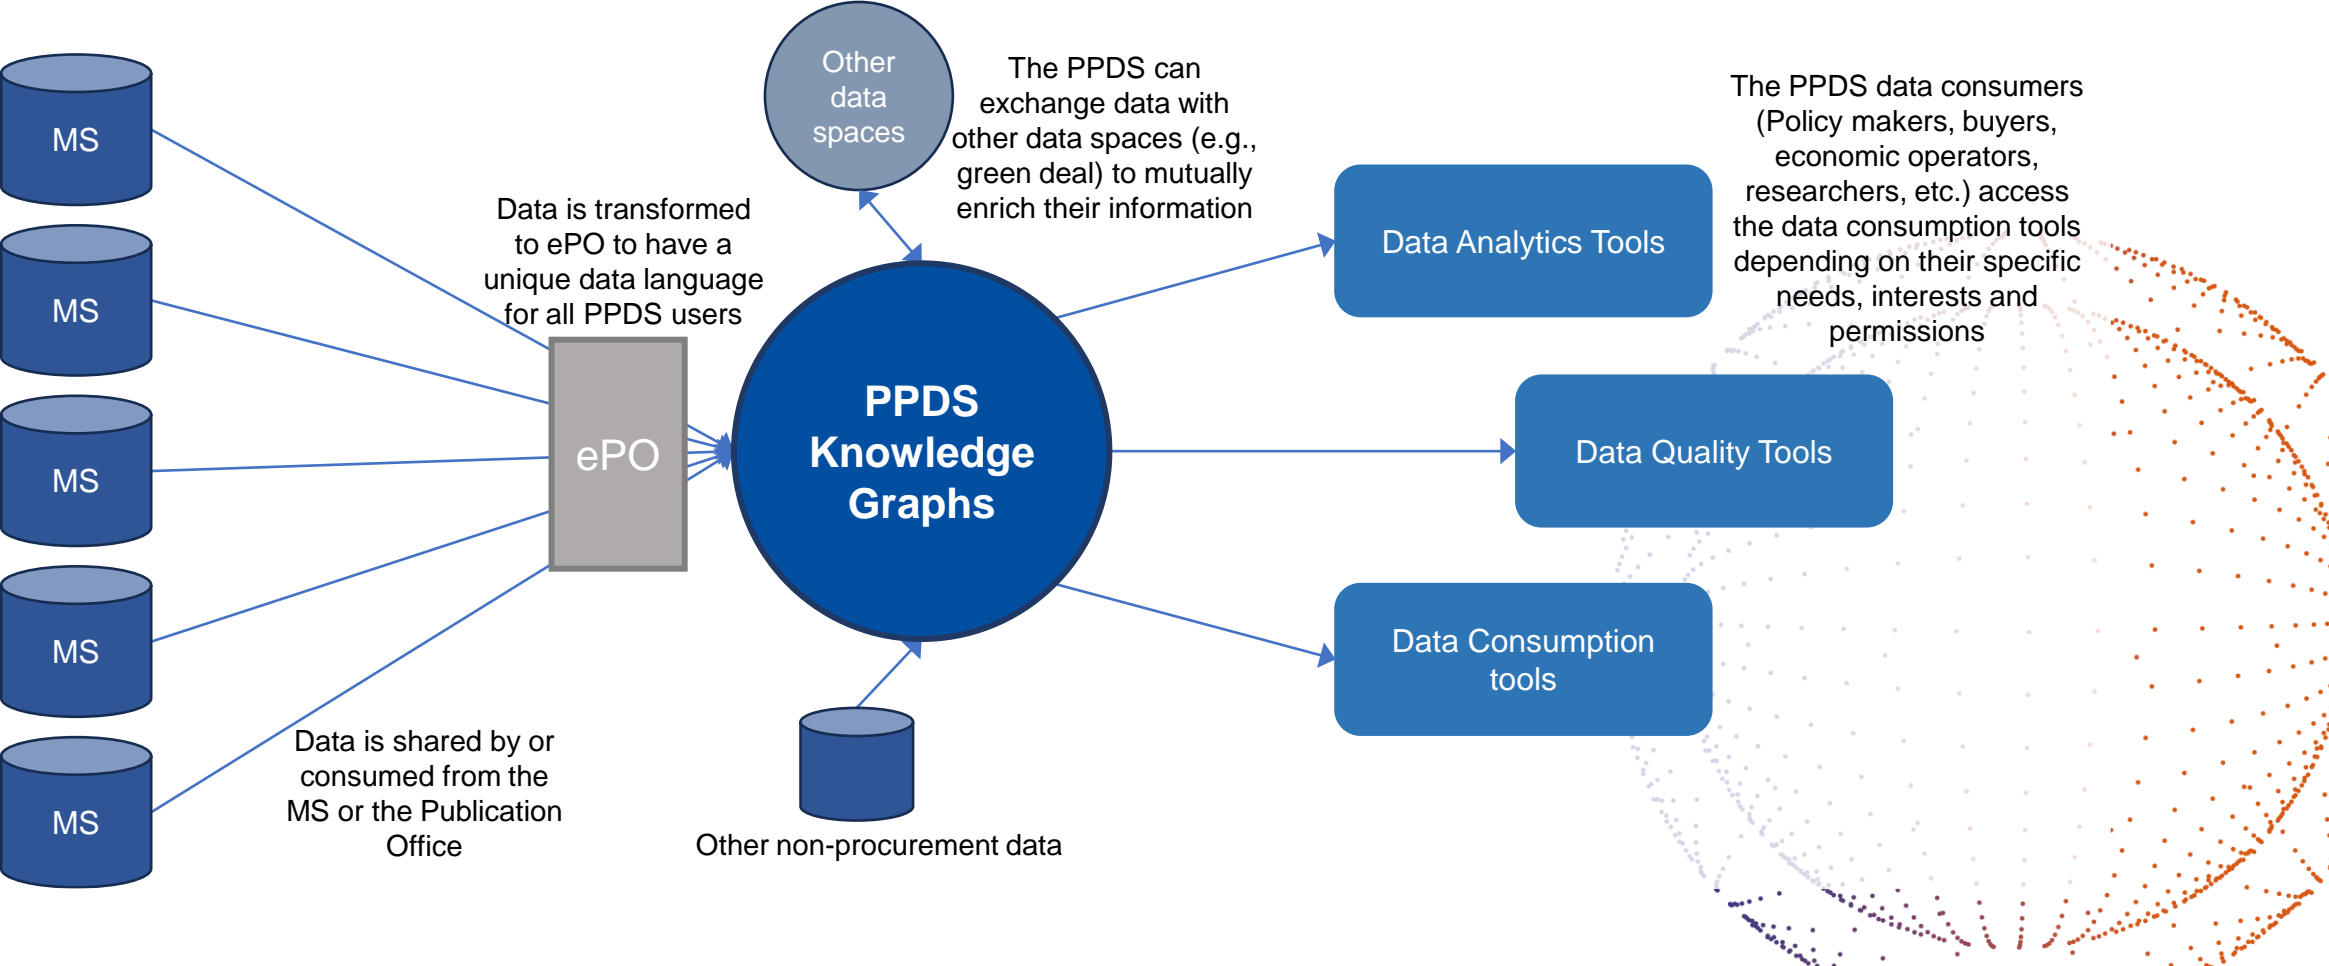 MS
MS
MS
MS
MS
Data is shared by or
consumed from the
MS or the Publication
Office
Data is transformed
to ePO to have a
unique data language
for all PPDS users
ePO
Other
data
spaces
The PPDS can
exchange data with
other data spaces (e.g.,
green deal) to mutually
enrich their information
PPDS
Knowledge
Graphs
Other non-procurement data
Data Analytics Tools
Data Quality Tools
Data Consumption
tools
The PPDS data consumers
(Policy makers, buyers,
economic operators,
researchers, etc.) access
the data consumption tools
depending on their specific
needs, interests and
permissions